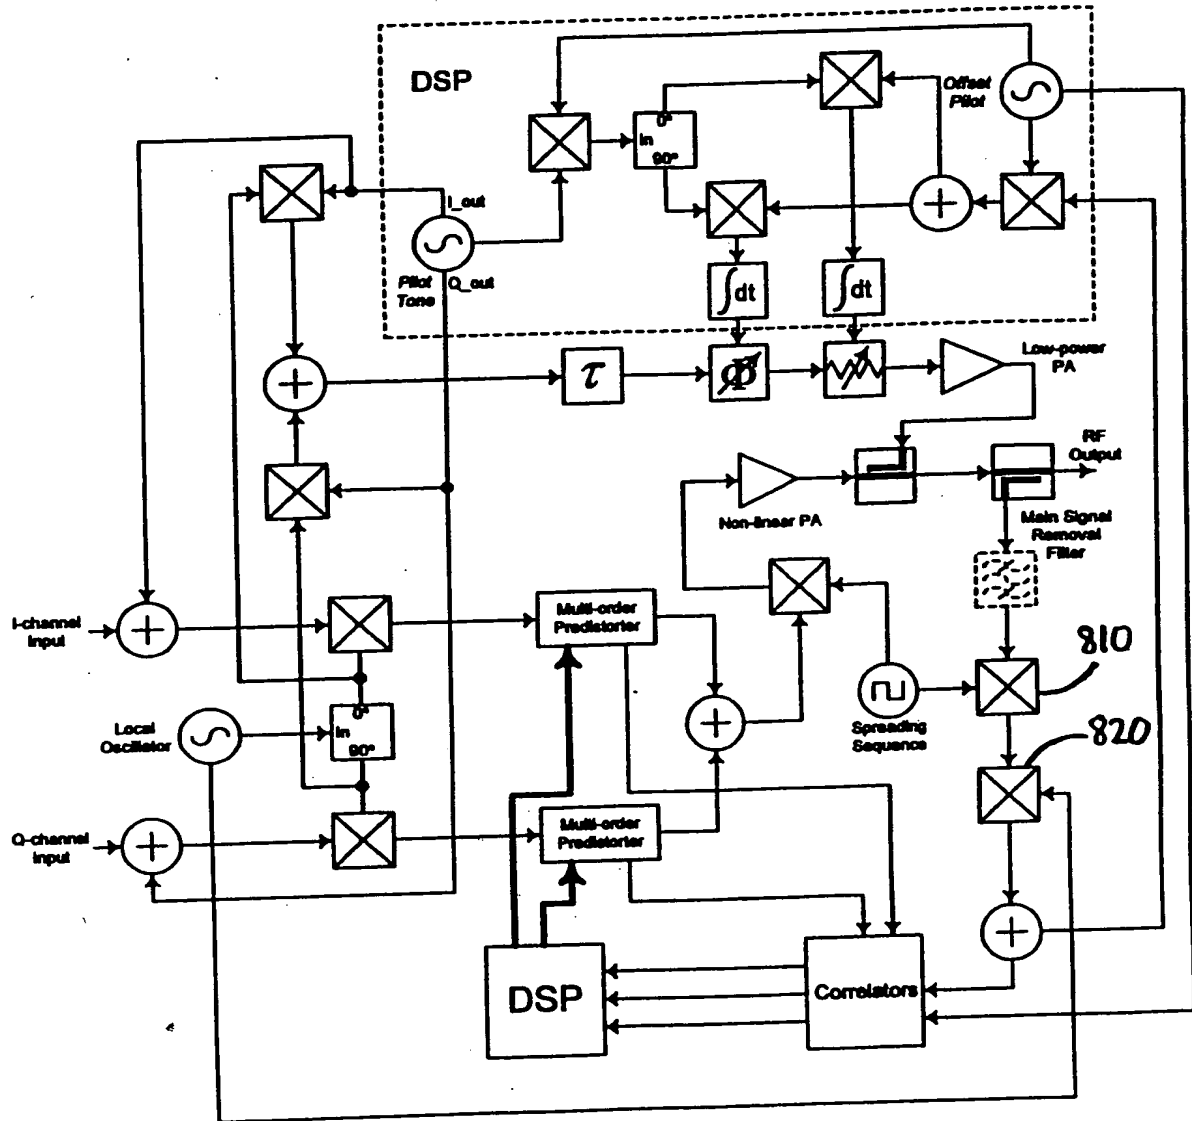 DSP
Offset
Pilot
0°
In
90°
I_out
Pilot
Tone
Q_out
∫dt
∫dt
Low-power
PA
τ
Φ
RF
Output
Non-linear PA
Main Signal
Removal
Filter
I-channel
Input
Multi-order
Predistorter
810
Local
Oscillator
0°
In
90°
Spreading
Sequence
820
Q-channel
Input
Multi-order
Predistorter
DSP
Correlators